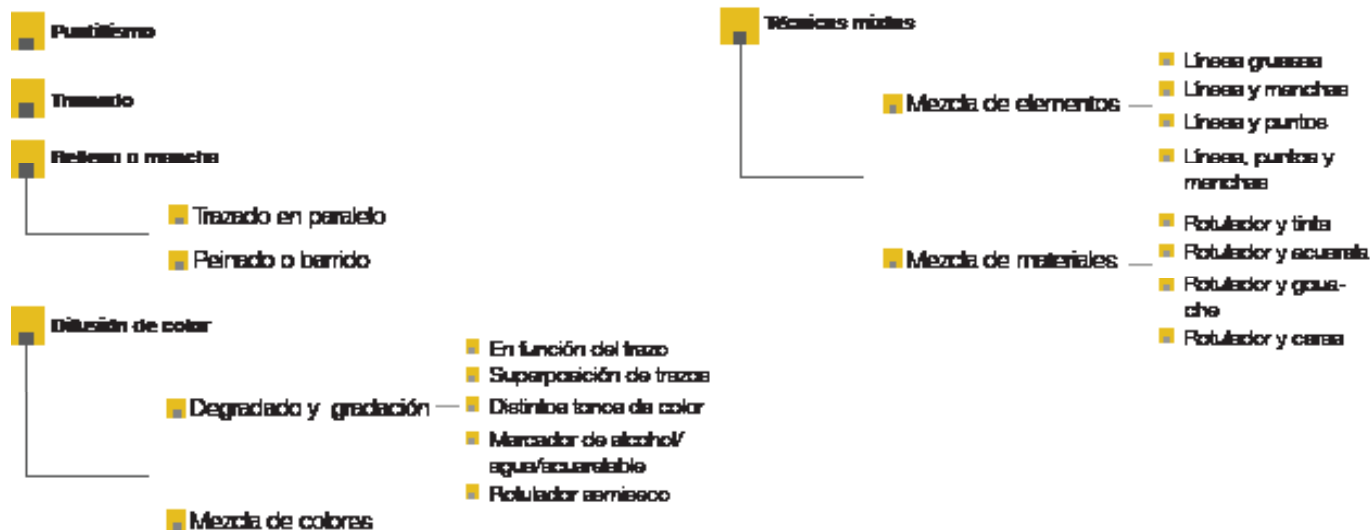 Puntillismo
Trazado
Relleno o mancha
Trazado en paralelo
Peinado o barrido
Difusión de color
Degradado y gradación
En función del trazo
Superposición de trazos
Distintos tonos de color
Marcador de alcohol/
agua/acuarelable
Rotulador semiseco
Mezcla de colores
Técnicas mixtas
Mezcla de elementos
Líneas gruesas
Líneas y manchas
Líneas y puntos
Líneas, puntos y
manchas
Mezcla de materiales
Rotulador y tinta
Rotulador y acuarela
Rotulador y goua-
che
Rotulador y ceras